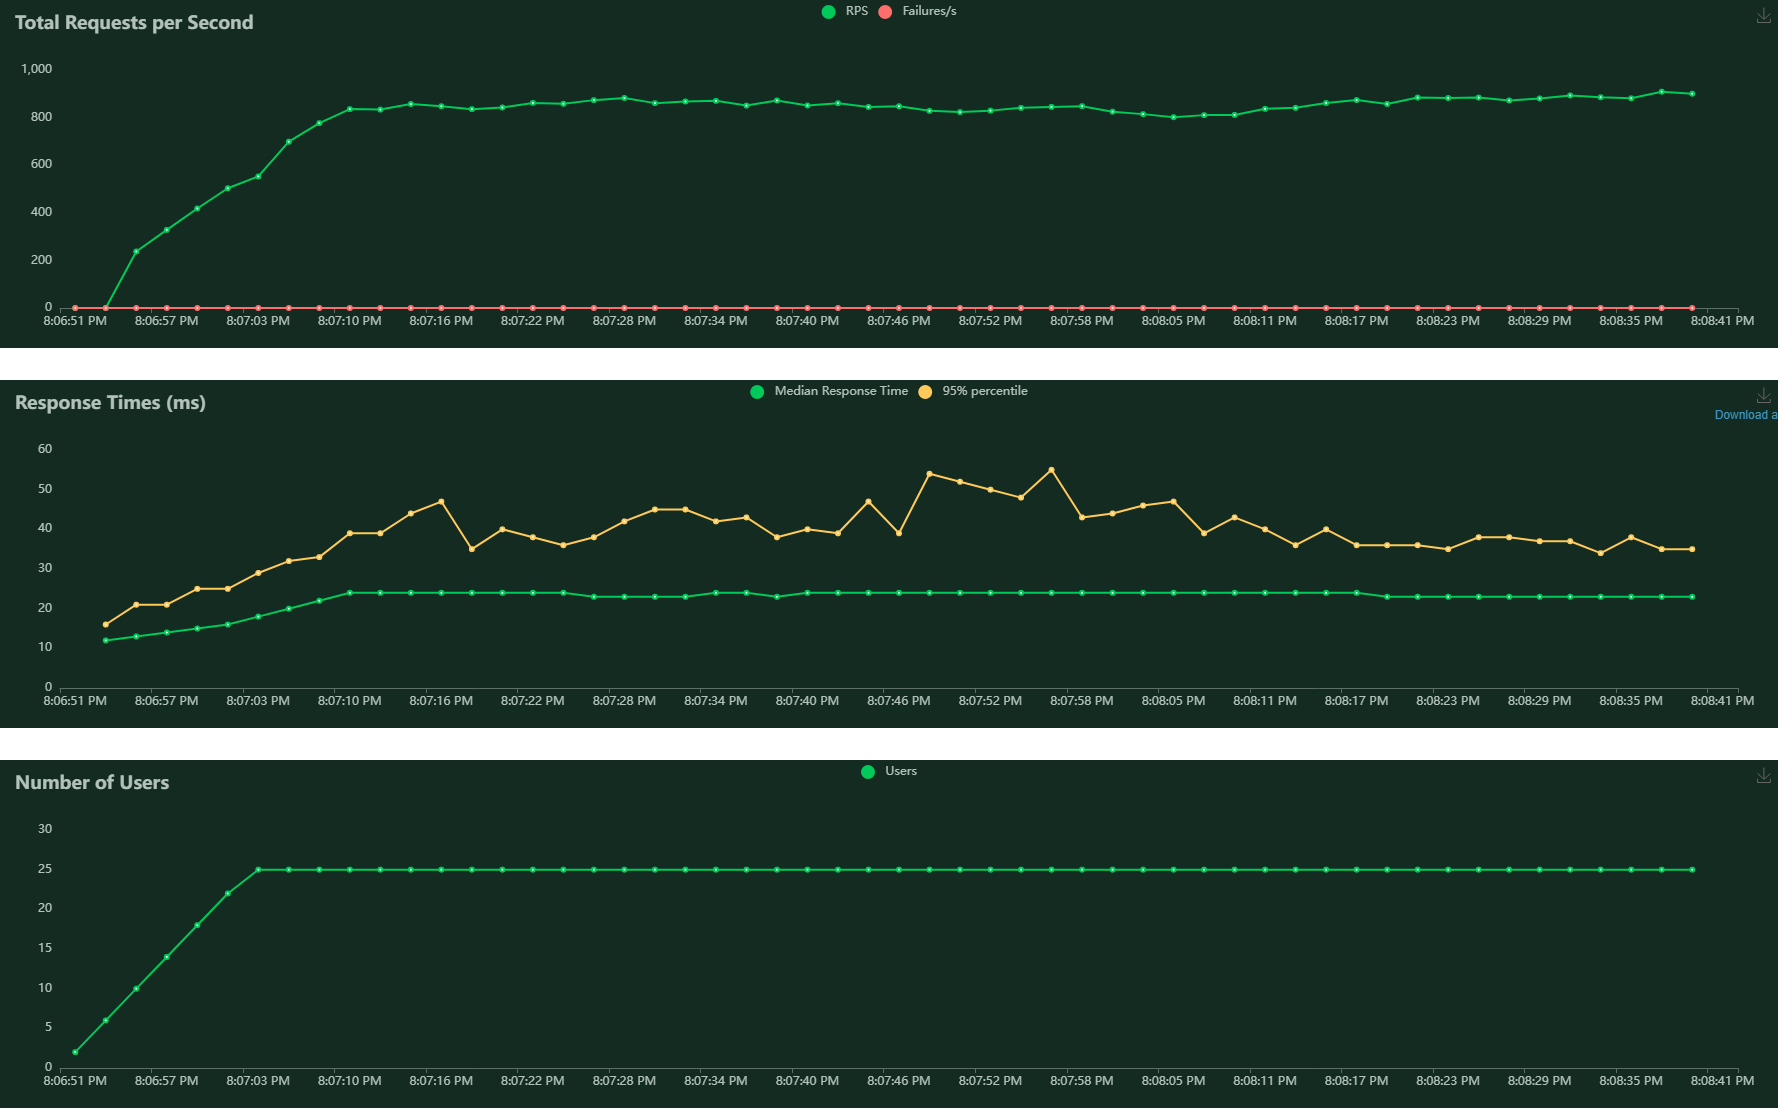 Total Requests per Second
RPS Failures/s
1,000
800
600
400
200
0
8:06:51 PM 8:06:57 PM 8:07:03 PM 8:07:10 PM 8:07:16 PM 8:07:22 PM 8:07:28 PM 8:07:34 PM 8:07:40 PM 8:07:46 PM 8:07:52 PM 8:07:58 PM 8:08:05 PM 8:08:11 PM 8:08:17 PM 8:08:23 PM 8:08:29 PM 8:08:35 PM 8:08:41 PM
Response Times (ms)
Median Response Time 95% percentile
Download a
60
50
40
30
20
10
0
8:06:51 PM 8:06:57 PM 8:07:03 PM 8:07:10 PM 8:07:16 PM 8:07:22 PM 8:07:28 PM 8:07:34 PM 8:07:40 PM 8:07:46 PM 8:07:52 PM 8:07:58 PM 8:08:05 PM 8:08:11 PM 8:08:17 PM 8:08:23 PM 8:08:29 PM 8:08:35 PM 8:08:41 PM
Number of Users
Users
30
25
20
15
10
5
0
8:06:51 PM 8:06:57 PM 8:07:03 PM 8:07:10 PM 8:07:16 PM 8:07:22 PM 8:07:28 PM 8:07:34 PM 8:07:40 PM 8:07:46 PM 8:07:52 PM 8:07:58 PM 8:08:05 PM 8:08:11 PM 8:08:17 PM 8:08:23 PM 8:08:29 PM 8:08:35 PM 8:08:41 PM